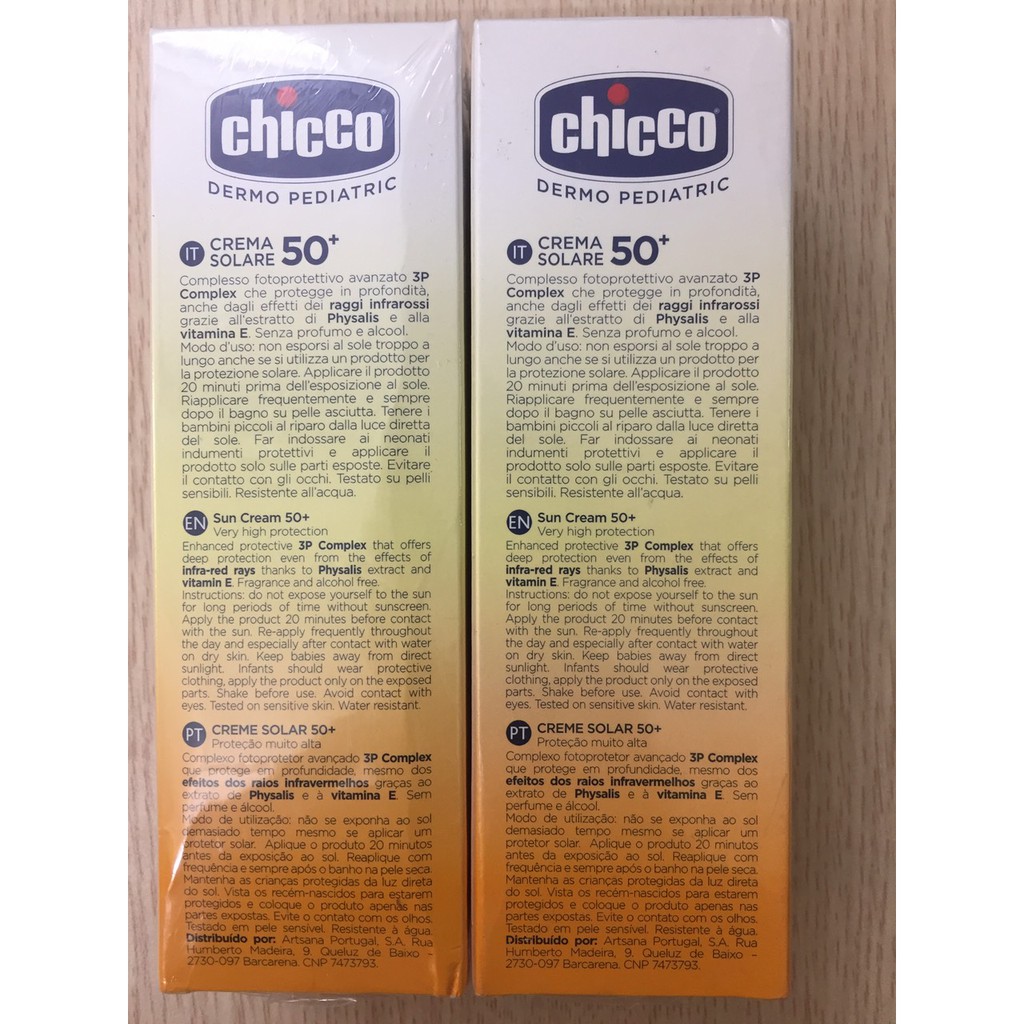 chicco
DERMO PEDIATRIC
IT CREMA SOLARE 50+
Complesso fotoprotettivo avanzato 3P
Complex che protegge in profondità,
anche dagli effetti dei raggi infrarossi
grazie all'estratto di Physalis e alla
vitamina E. Senza profumo e alcool.
Modo d'uso: non esporsi al sole troppo a
lungo anche se si utilizza un prodotto per
la protezione solare. Applicare il prodotto
20 minuti prima dell'esposizione al sole.
Riapplicare frequentemente e sempre
dopo il bagno su pelle asciutta. Tenere i
bambini piccoli al riparo dalla luce diretta
del sole. Far indossare ai neonati
indumenti protettivi e applicare il
prodotto solo sulle parti esposte. Evitare
il contatto con gli occhi. Testato su pelli
sensibili. Resistente all'acqua.
EN Sun Cream 50+
Very high protection
Enhanced protective 3P Complex that offers
deep protection even from the effects of
infra-red rays thanks to Physalis extract and
vitamin E. Fragrance and alcohol free.
Instructions: do not expose yourself to the sun
for long periods of time without sunscreen.
Apply the product 20 minutes before contact
with the sun. Re-apply frequently throughout
the day and especially after contact with water
on dry skin. Keep babies away from direct
sunlight. Infants should wear protective
clothing, apply the product only on the exposed
parts. Shake before use. Avoid contact with
eyes. Tested on sensitive skin. Water resistant.
PT CREME SOLAR 50+
Proteção muito alta
Complexo fotoprotetor avançado 3P Complex
que protege em profundidade, mesmo dos
efeitos dos raios infravermelhos graças ao
extrato de Physalis e à vitamina E. Sem
perfume e álcool.
Modo de utilização: não se exponha ao sol
demasiado tempo mesmo se aplicar um
protetor solar. Aplique o produto 20 minutos
antes da exposição ao sol. Reaplique com
frequência e sempre após o banho na pele seca.
Mantenha as crianças protegidas da luz direta
do sol. Vista os recém-nascidos para estarem
protegidos e coloque o produto apenas nas
partes expostas. Evite o contato com os olhos.
Testado em pele sensível. Resistente à água.
Distribuído por: Artsana Portugal, S.A. Rua
Humberto Madeira, 9. Queluz de Baixo –
2730-097 Barcarena. CNP 7473793.
chicco
DERMO PEDIATRIC
IT CREMA SOLARE 50+
Complesso fotoprotettivo avanzato 3P
Complex che protegge in profondità,
anche dagli effetti dei raggi infrarossi
grazie all'estratto di Physalis e alla
vitamina E. Senza profumo e alcool.
Modo d'uso: non esporsi al sole troppo a
lungo anche se si utilizza un prodotto per
la protezione solare. Applicare il prodotto
20 minuti prima dell'esposizione al sole.
Riapplicare frequentemente e sempre
dopo il bagno su pelle asciutta. Tenere i
bambini piccoli al riparo dalla luce diretta
del sole. Far indossare ai neonati
indumenti protettivi e applicare il
prodotto solo sulle parti esposte. Evitare
il contatto con gli occhi. Testato su pelli
sensibili. Resistente all'acqua.
EN Sun Cream 50+
Very high protection
Enhanced protective 3P Complex that offers
deep protection even from the effects of
infra-red rays thanks to Physalis extract and
vitamin E. Fragrance and alcohol free.
Instructions: do not expose yourself to the sun
for long periods of time without sunscreen.
Apply the product 20 minutes before contact
with the sun. Re-apply frequently throughout
the day and especially after contact with water
on dry skin. Keep babies away from direct
sunlight. Infants should wear protective
clothing, apply the product only on the exposed
parts. Shake before use. Avoid contact with
eyes. Tested on sensitive skin. Water resistant.
PT CREME SOLAR 50+
Proteção muito alta
Complexo fotoprotetor avançado 3P Complex
que protege em profundidade, mesmo dos
efeitos dos raios infravermelhos graças ao
extrato de Physalis e à vitamina E. Sem
perfume e álcool.
Modo de utilização: não se exponha ao sol
demasiado tempo mesmo se aplicar um
protetor solar. Aplique o produto 20 minutos
antes da exposição ao sol. Reaplique com
frequência e sempre após o banho na pele seca.
Mantenha as crianças protegidas da luz direta
do sol. Vista os recém-nascidos para estarem
protegidos e coloque o produto apenas nas
partes expostas. Evite o contato com os olhos.
Testado em pele sensível. Resistente à água.
Distribuído por: Artsana Portugal, S.A. Rua
Humberto Madeira, 9. Queluz de Baixo –
2730-097 Barcarena. CNP 7473793.